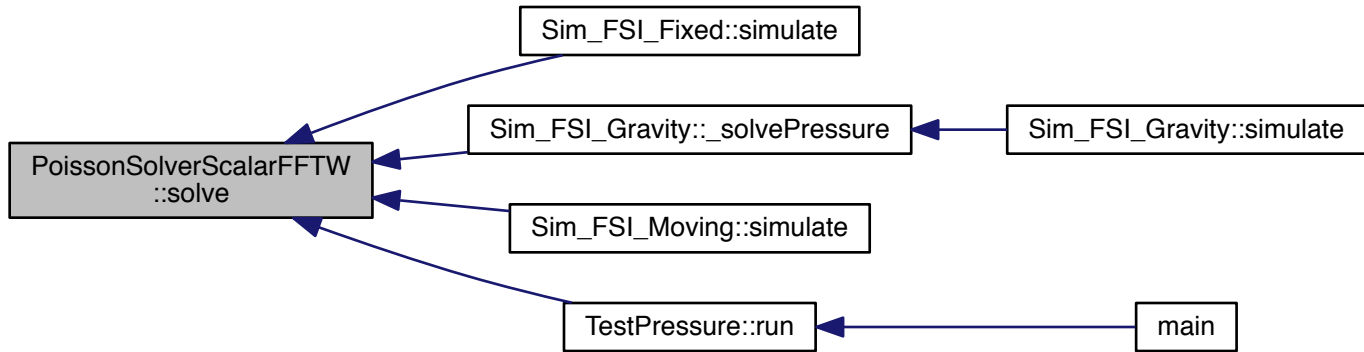 Sim_FSI_Fixed::simulate
Sim_FSI_Gravity::_solvePressure
Sim_FSI_Gravity::simulate
PoissonSolverScalarFFTW
::solve
Sim_FSI_Moving::simulate
TestPressure::run
main